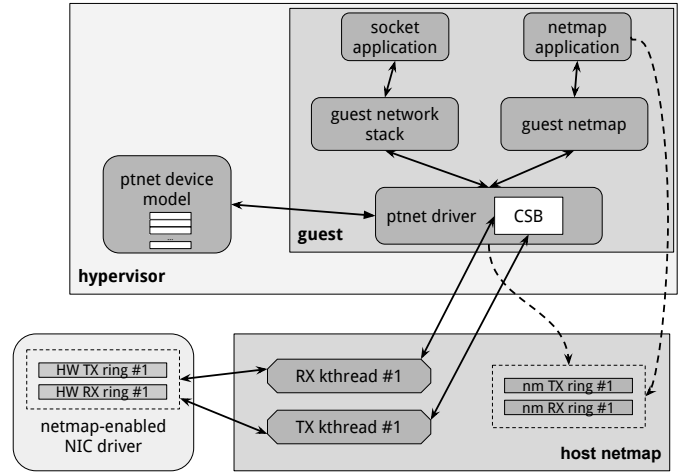 socket
application
netmap
application
guest network
stack
guest netmap
ptnet device
model
...
ptnet driver
CSB
guest
hypervisor
HW TX ring #1
HW RX ring #1
netmap-enabled
NIC driver
RX kthread #1
TX kthread #1
nm TX ring #1
nm RX ring #1
host netmap